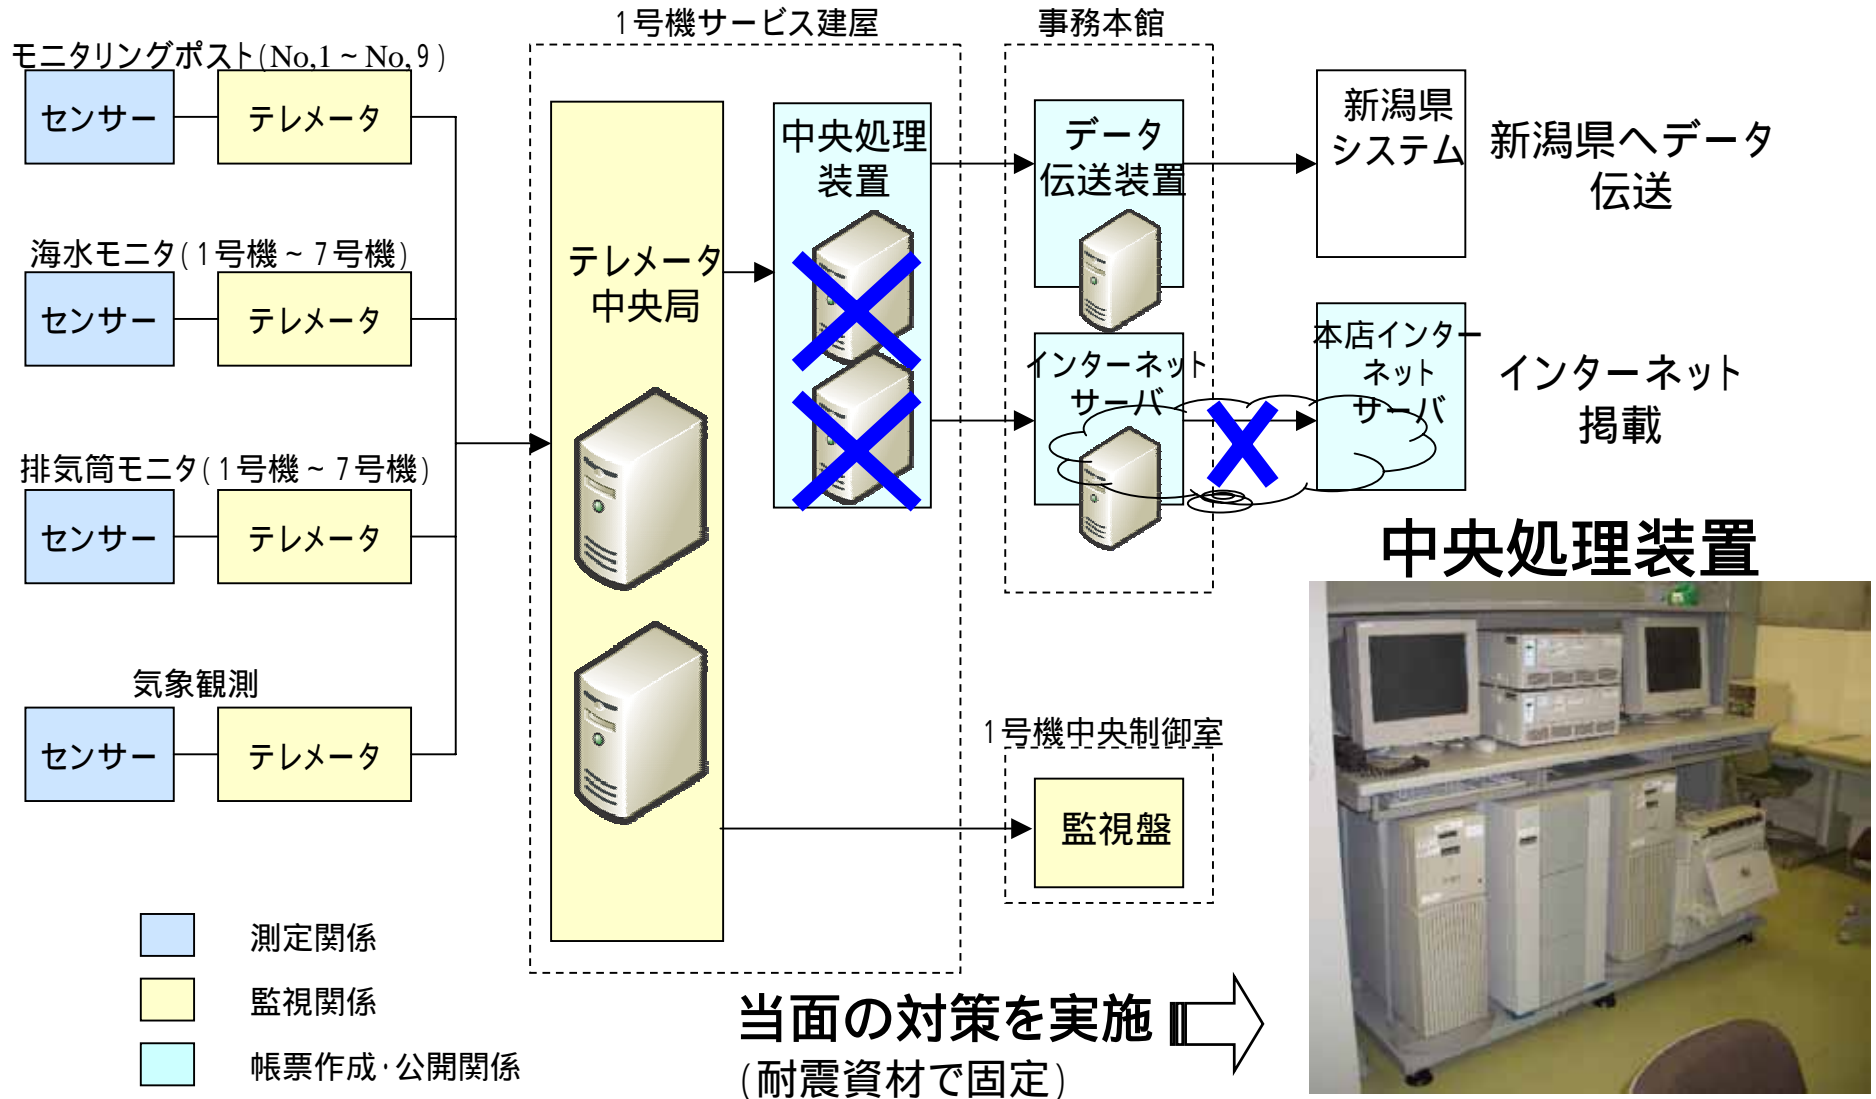 1号機サービス建屋
事務本館
モニタリングポスト(No,1～No,9)
センサー
テレメータ
海水モニタ(1号機～7号機)
センサー
テレメータ
排気筒モニタ(1号機～7号機)
センサー
テレメータ
気象観測
センサー
テレメータ
テレメータ
中央局
中央処理
装置
データ
伝送装置
新潟県
システム
新潟県へデータ
伝送
インターネット
サーバ
本店インター
ネット
サーバ
インターネット
掲載
中央処理装置
1号機中央制御室
監視盤
測定関係
監視関係
帳票作成・公開関係
当面の対策を実施
(耐震資材で固定)